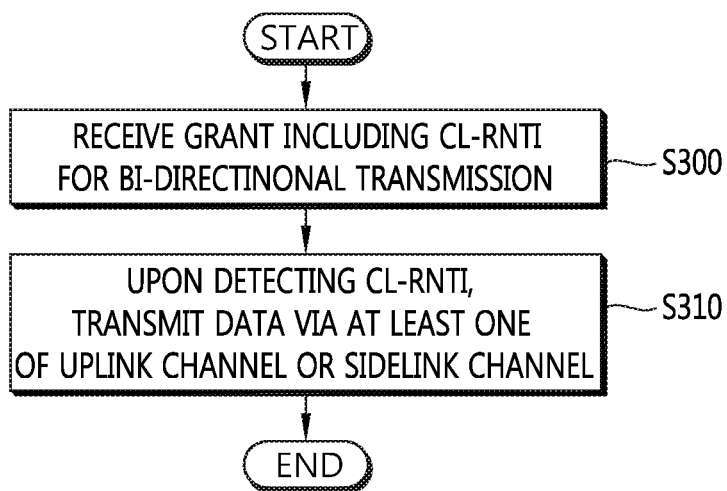 START
RECEIVE GRANT INCLUDING CL-RNTI
FOR BI-DIRECTINONAL TRANSMISSION
S300
UPON DETECTING CL-RNTI,
TRANSMIT DATA VIA AT LEAST ONE
OF UPLINK CHANNEL OR SIDELINK CHANNEL
S310
END